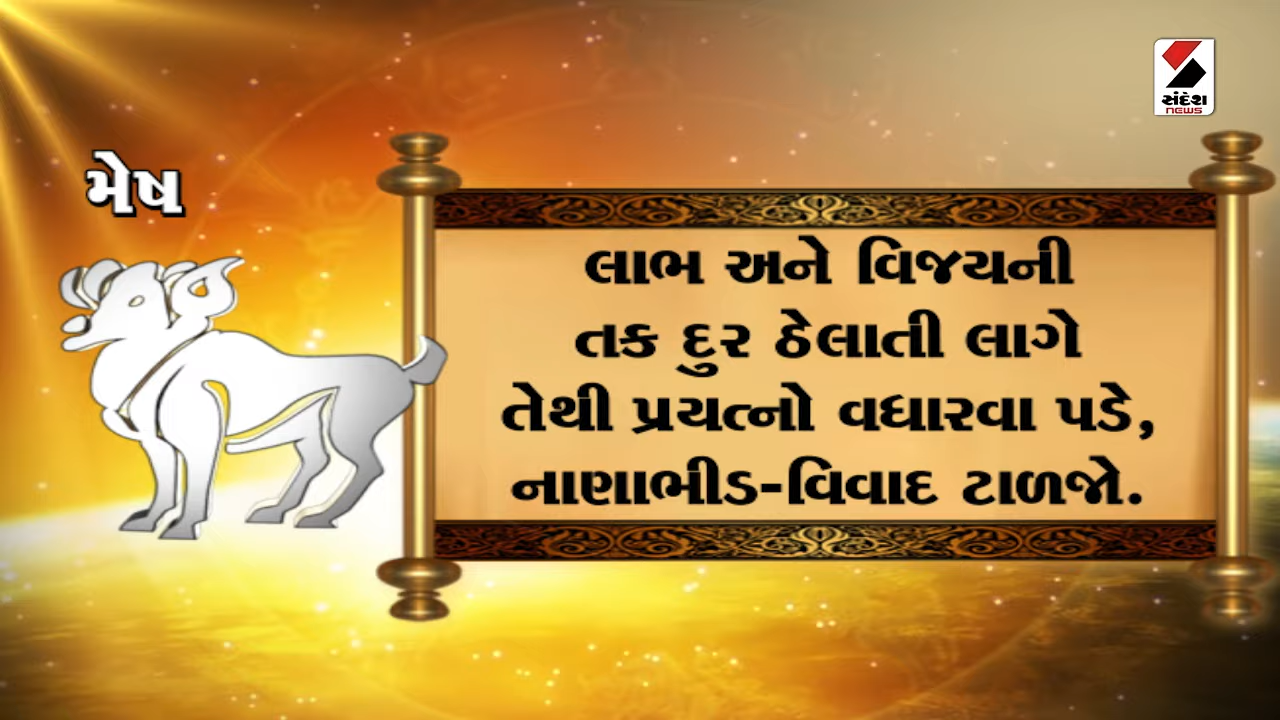 સંદેશ
NEWS
મેષ
લાભ અને વિજયની
તક દુર ઠેલાતી લાગે
તેથી પ્રયત્નો વધારવા પડે,
નાણાભીડ-વિવાદ ટાળજો.